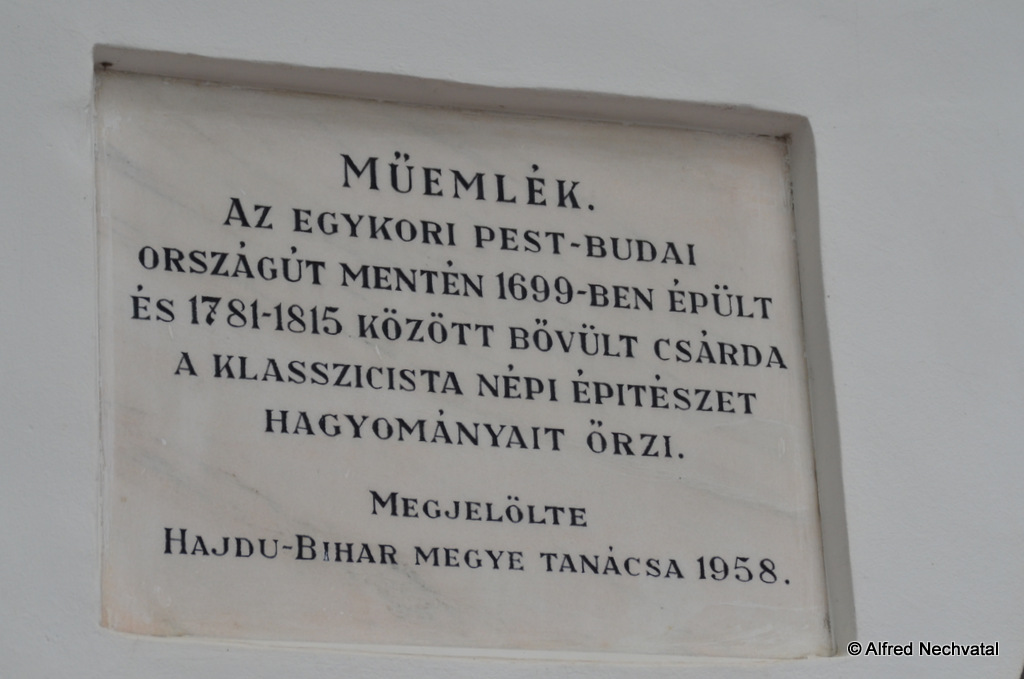 MŰEMLÉK.
AZ EGYKORI PEST-BUDAI
ORSZÁGÚT MENTÉN 1699-BEN ÉPÜLT
ÉS 1781-1815 KÖZÖTT BŐVÜLT CSÁRDA
A KLASSZICISTA NÉPI ÉPITÉSZET
HAGYOMÁNYAIT ŐRZI.
MEGJELÖLTE
HAJDU-BIHAR MEGYE TANÁCSA 1958.
© Alfred Nechvatal